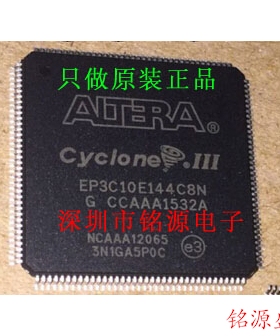 只做原装正品
ALTERA®
Cyclone III
EP3C10E144C8N
G CCAAA1532A
深圳市铭源电子
NCAAA12065
3N1GA5P0C
e3
铭源